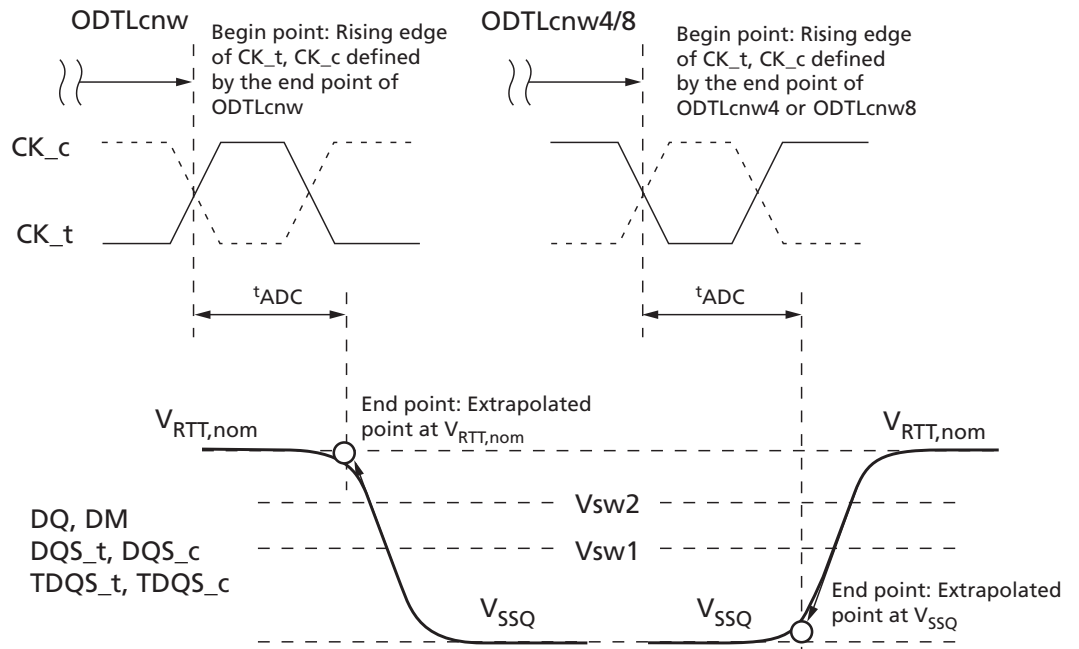 ODTLcnw
Begin point: Rising edge
of CK_t, CK_c defined
by the end point of
ODTLcnw
ODTLcnw4/8
Begin point: Rising edge
of CK_t, CK_c defined
by the end point of
ODTLcnw4 or ODTLcnw8
CK_c
CK_t
tADC
tADC
End point: Extrapolated
point at VRTT,nom
VRTT,nom
VRTT,nom
Vsw2
DQ, DM
DQS_t, DQS_c
TDQS_t, TDQS_c
Vsw1
VSSQ
VSSQ
End point: Extrapolated
point at VSSQ